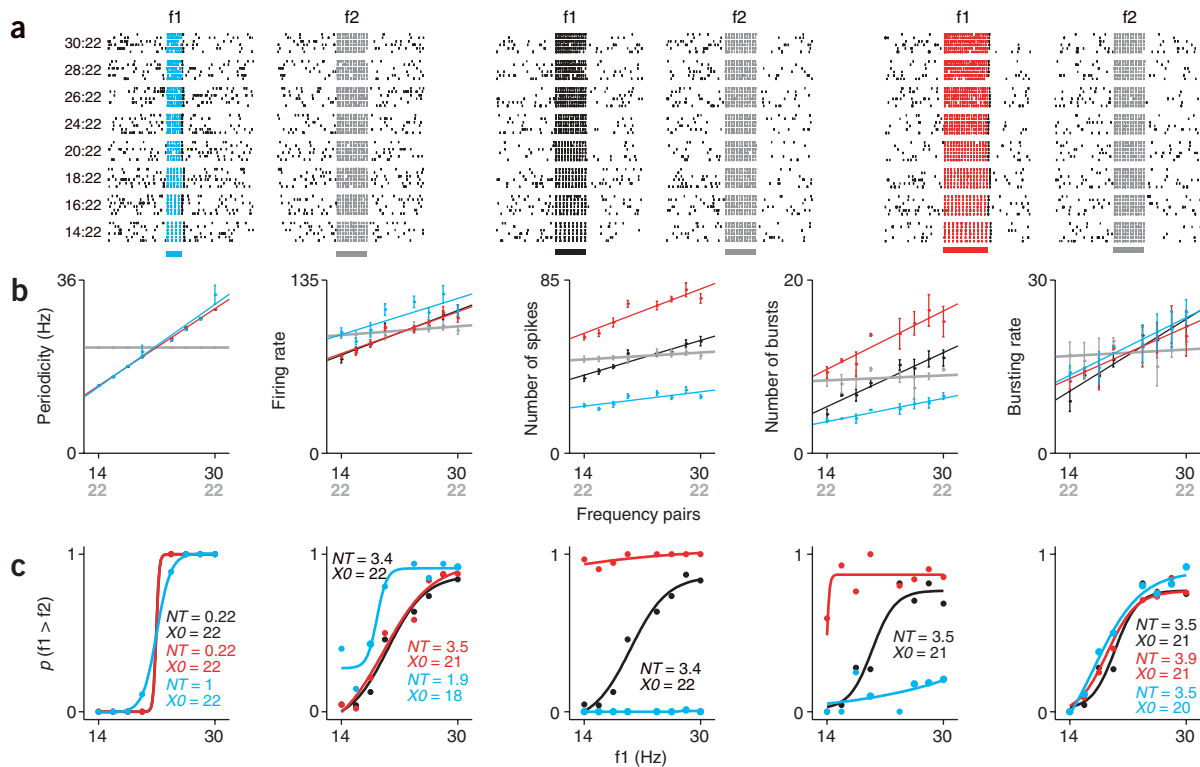 a
f1 f2 f1 f2 f1 f2
30:22
28:22
26:22
24:22
20:22
18:22
16:22
14:22
b
Periodicity (Hz)
36
0
14 30
22 22
Firing rate
135
0
14 30
22 22
Number of spikes
85
0
14 30
22 22
Number of bursts
20
0
14 30
22 22
Bursting rate
30
0
14 30
22 22
Frequency pairs
c
p (f1 > f2)
1
0
14 30
NT = 0.22
X0 = 22
NT = 0.22
X0 = 22
NT = 1
X0 = 22
1
0
14 30
NT = 3.4
X0 = 22
NT = 3.5
X0 = 21
NT = 1.9
X0 = 18
1
0
14 30
NT = 3.4
X0 = 22
1
0
14 30
NT = 3.5
X0 = 21
1
0
14 30
NT = 3.5
X0 = 21
NT = 3.9
X0 = 21
NT = 3.5
X0 = 20
f1 (Hz)